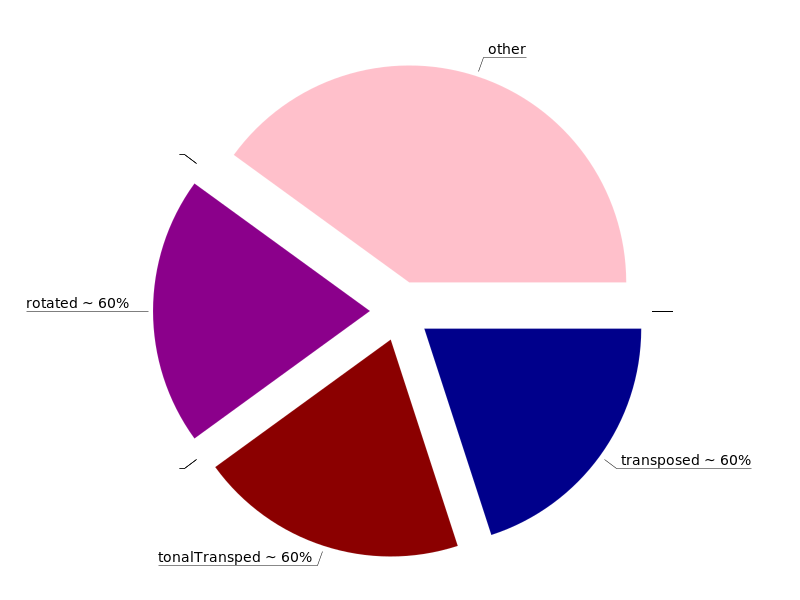 other
rotated ~ 60%
transposed ~ 60%
tonalTransped ~ 60%